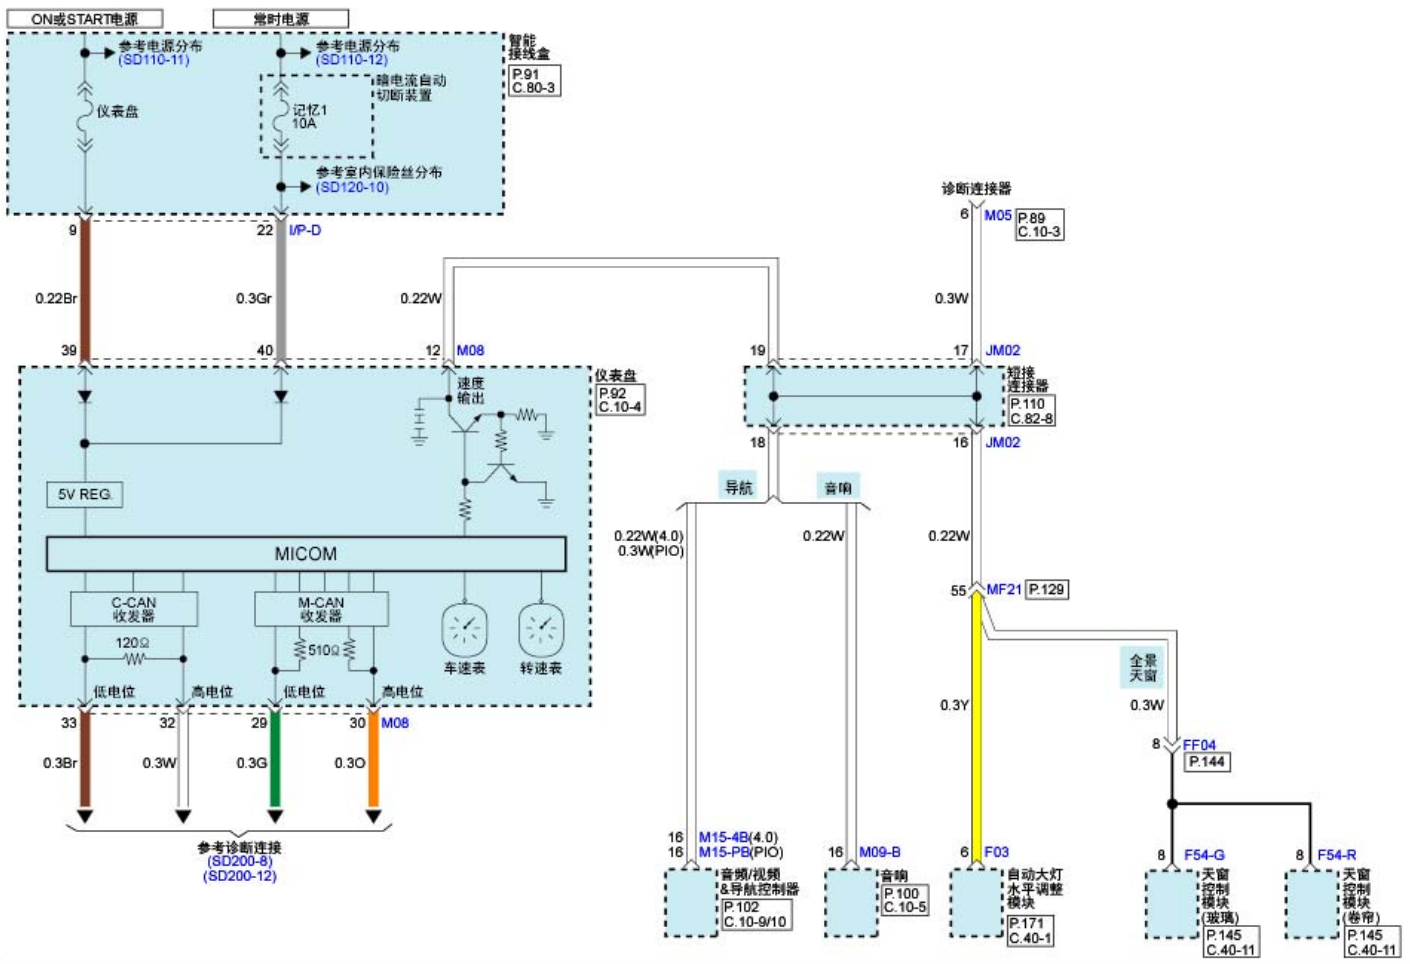 ON或START电源
常时电源
参考电源分布
(SD110-11)
参考电源分布
(SD110-12)
智能
接线盒
P.91
C.80-3
仪表盘
暗电流自动
切断装置
记忆1
10A
参考室内保险丝分布
(SD120-10)
9
22
I/P-D
0.22Br
0.3Gr
0.22W
39
40
12
M08
诊断连接器
6
M05
P.89
C.10-3
0.3W
19
17
JM02
短接
连接器
P.110
C.82-8
18
16
JM02
仪表盘
P.92
C.10-4
速度
输出
5V REG.
MICOM
C-CAN
收发器
M-CAN
收发器
120Ω
510Ω
车速表
转速表
低电位
高电位
低电位
高电位
33
32
29
30
M08
0.3Br
0.3W
0.3G
0.3O
参考诊断连接
(SD200-8)
(SD200-12)
导航
音响
0.22W(4.0)
0.3W(PIO)
0.22W
0.22W
55
MF21
P.129
全景
天窗
0.3Y
0.3W
8
FF04
P.144
16
M15-4B(4.0)
16
M15-PB(PIO)
16
M09-B
6
F03
8
F54-G
8
F54-R
音频/视频
&导航控制器
P.102
C.10-9/10
音响
P.100
C.10-5
自动大灯
水平调整
模块
P.171
C.40-1
天窗
控制
模块
(玻璃)
P.145
C.40-11
天窗
控制
模块
(卷帘)
P.145
C.40-11